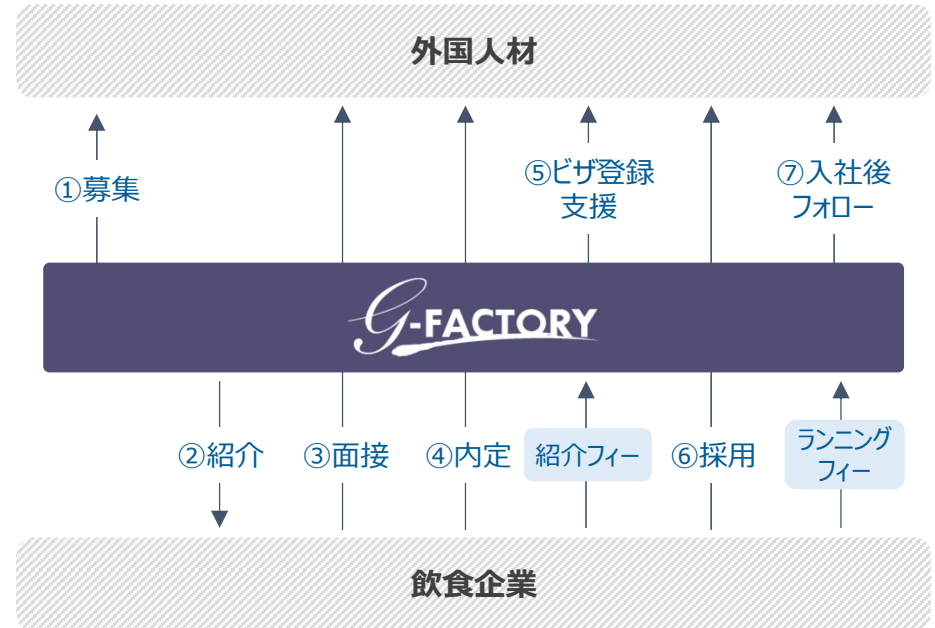 外国人材
①募集
⑤ビザ登録
支援
⑦入社後
フォロー
G-FACTORY
②紹介
③面接
④内定
紹介フィー
⑥採用
ランニング
フィー
飲食企業